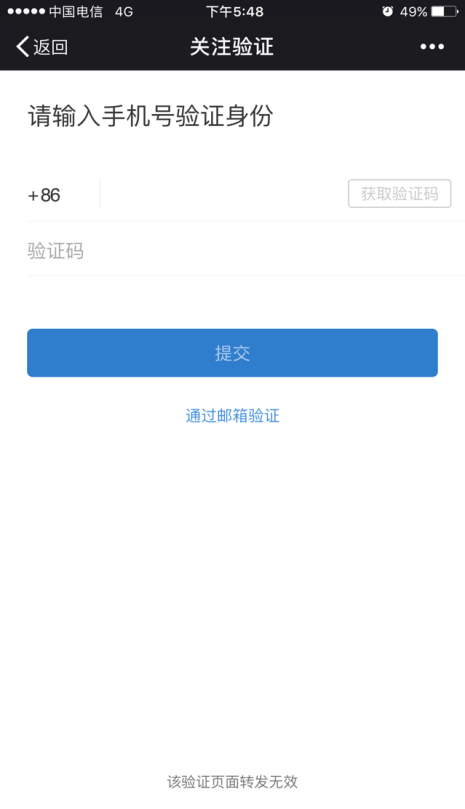 中国电信 4G 下午5:48 49%
返回 关注验证
请输入手机号验证身份
+86 获取验证码
验证码
提交
通过邮箱验证
该验证页面转发无效